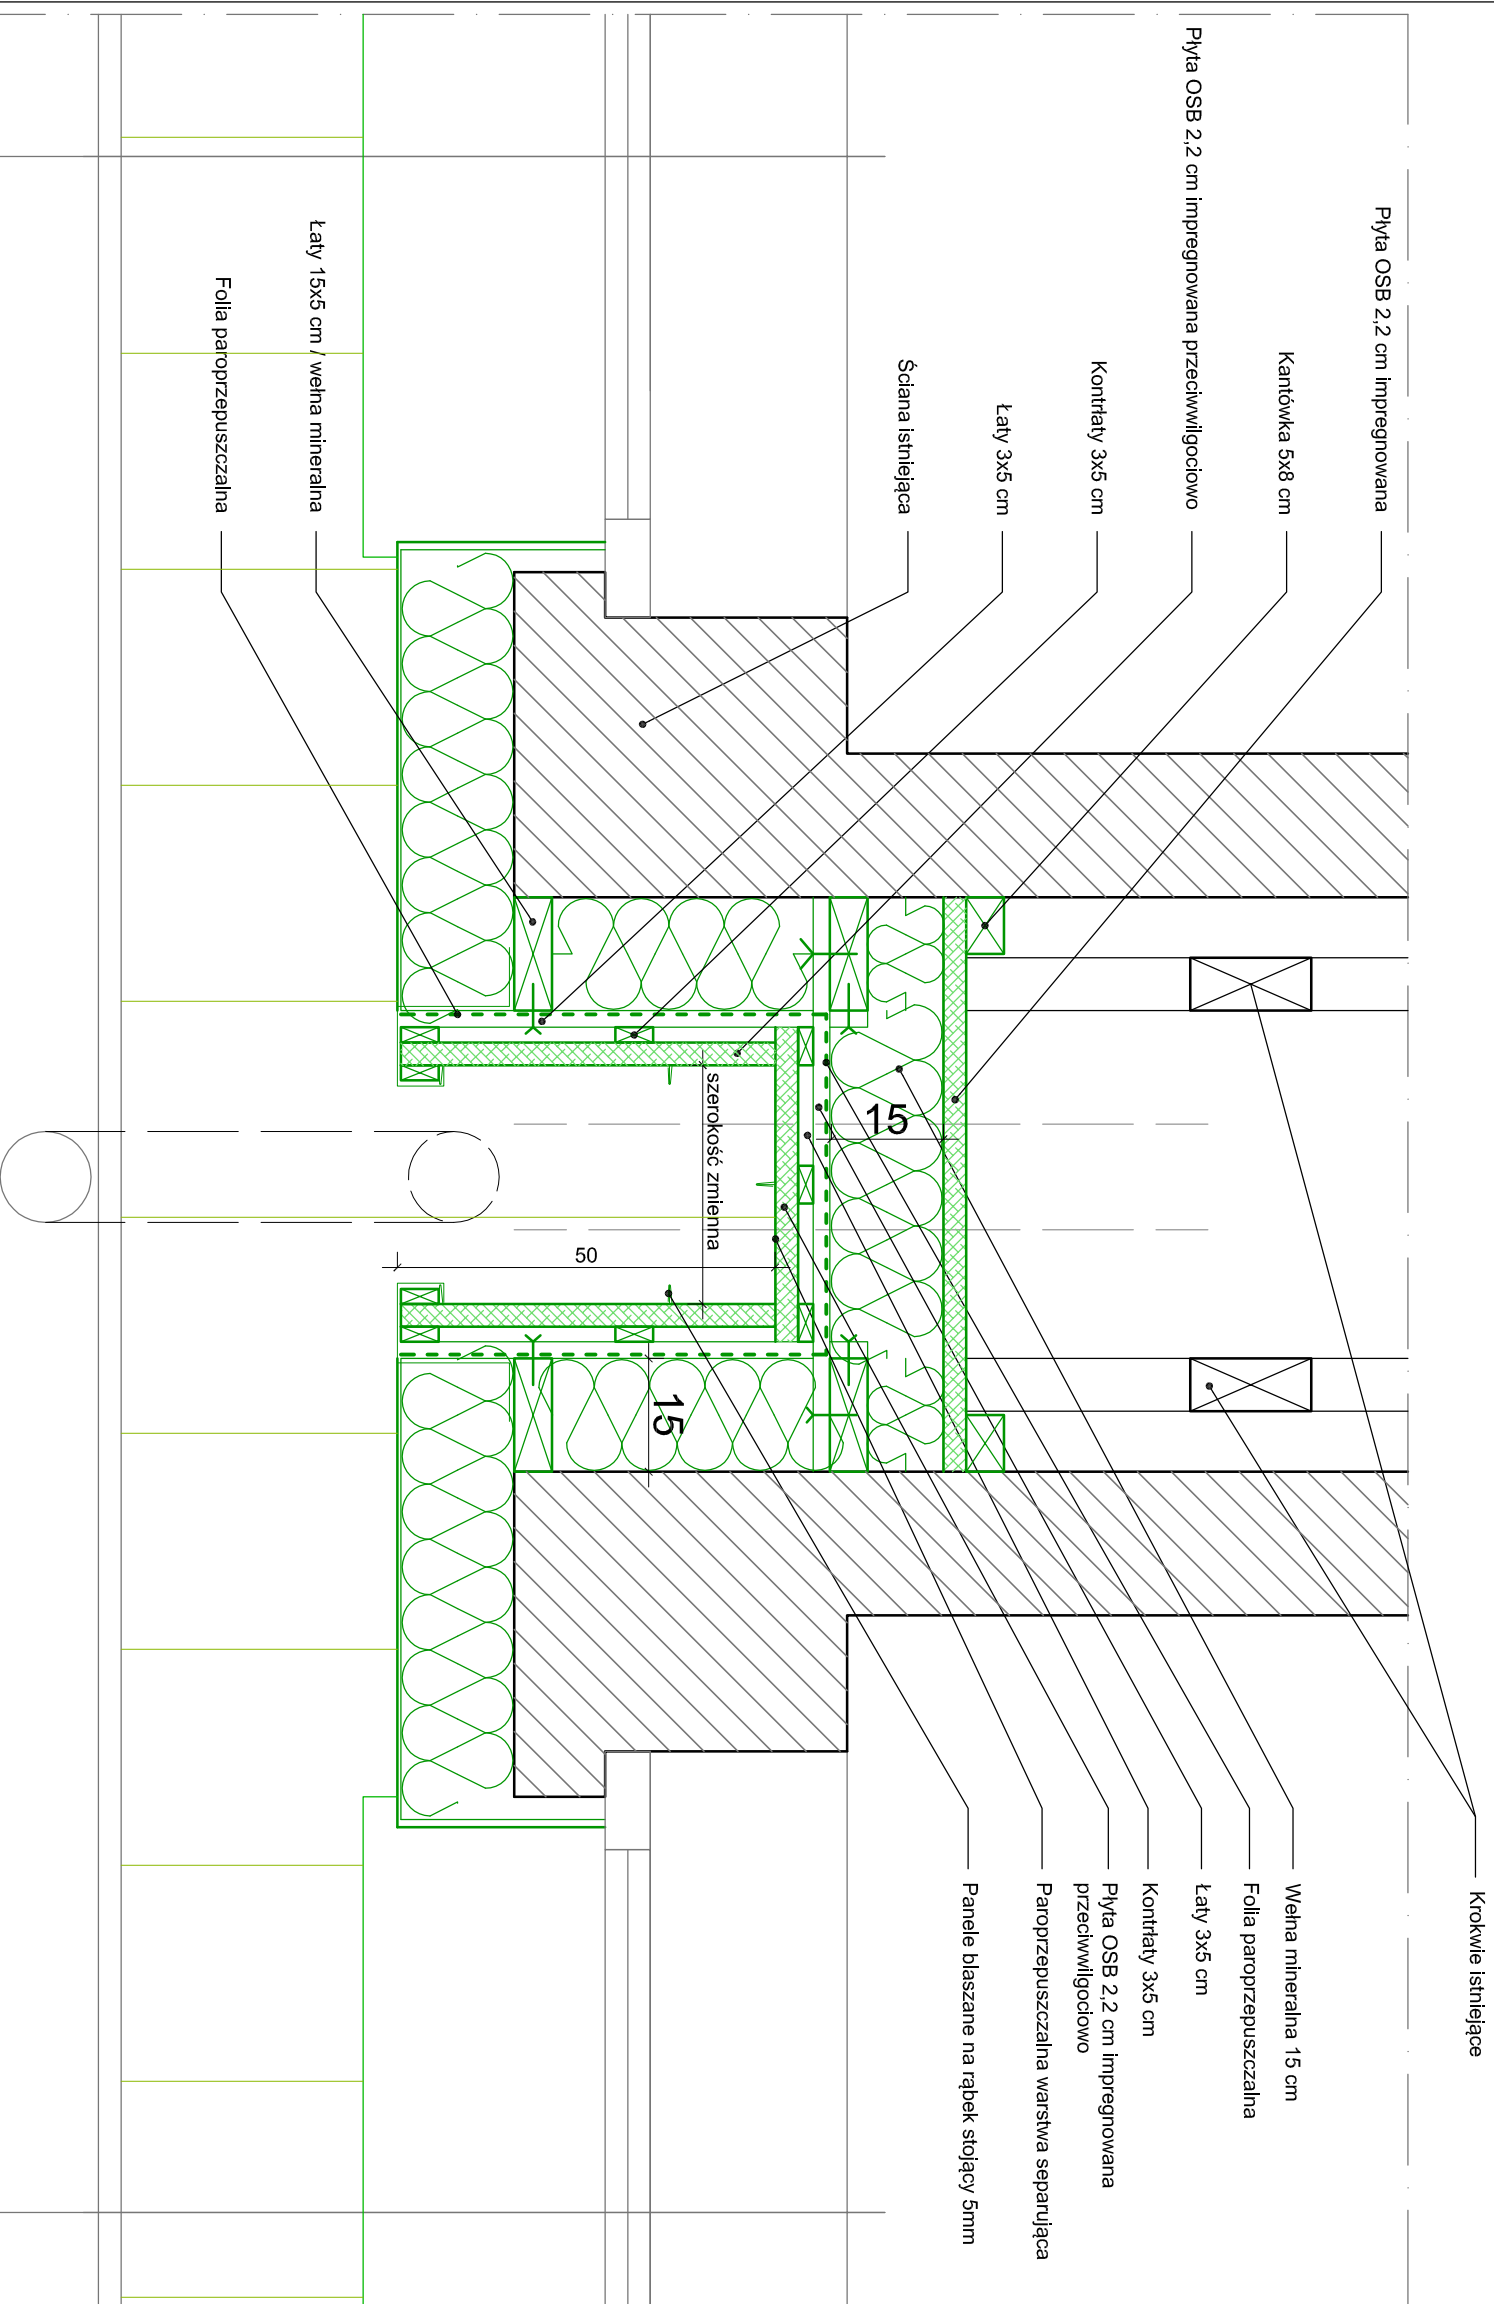 Krokwie istniejące
Płyta OSB 2,2 cm impregnowana
Kantówka 5x8 cm
Płyta OSB 2,2 cm impregnowana przeciwwilgociowo
Kontrłaty 3x5 cm
Łaty 3x5 cm
Ściana istniejąca
Łaty 15x5 cm / wełna mineralna
Folia paroprzepuszczalna
15
szerokość zmienna
50
15
Wełna mineralna 15 cm
Folia paroprzepuszczalna
Łaty 3x5 cm
Kontrłaty 3x5 cm
Płyta OSB 2,2 cm impregnowana
przeciwwilgociowo
Paroprzepuszczalna warstwa separująca
Panele blaszane na rąbek stojący 5mm